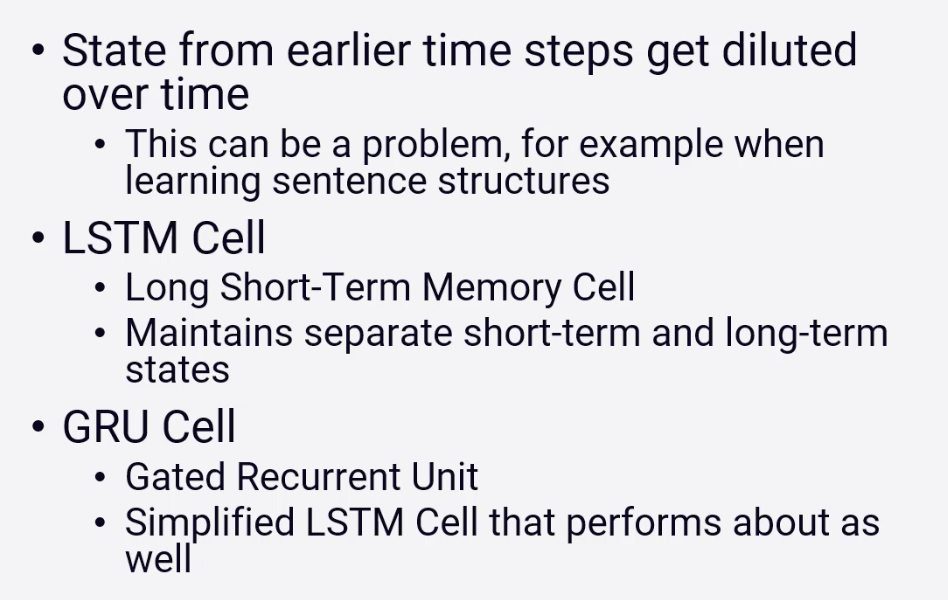 • State from earlier time steps get diluted
over time
• This can be a problem, for example when
learning sentence structures
• LSTM Cell
• Long Short-Term Memory Cell
• Maintains separate short-term and long-term
states
• GRU Cell
• Gated Recurrent Unit
• Simplified LSTM Cell that performs about as
well